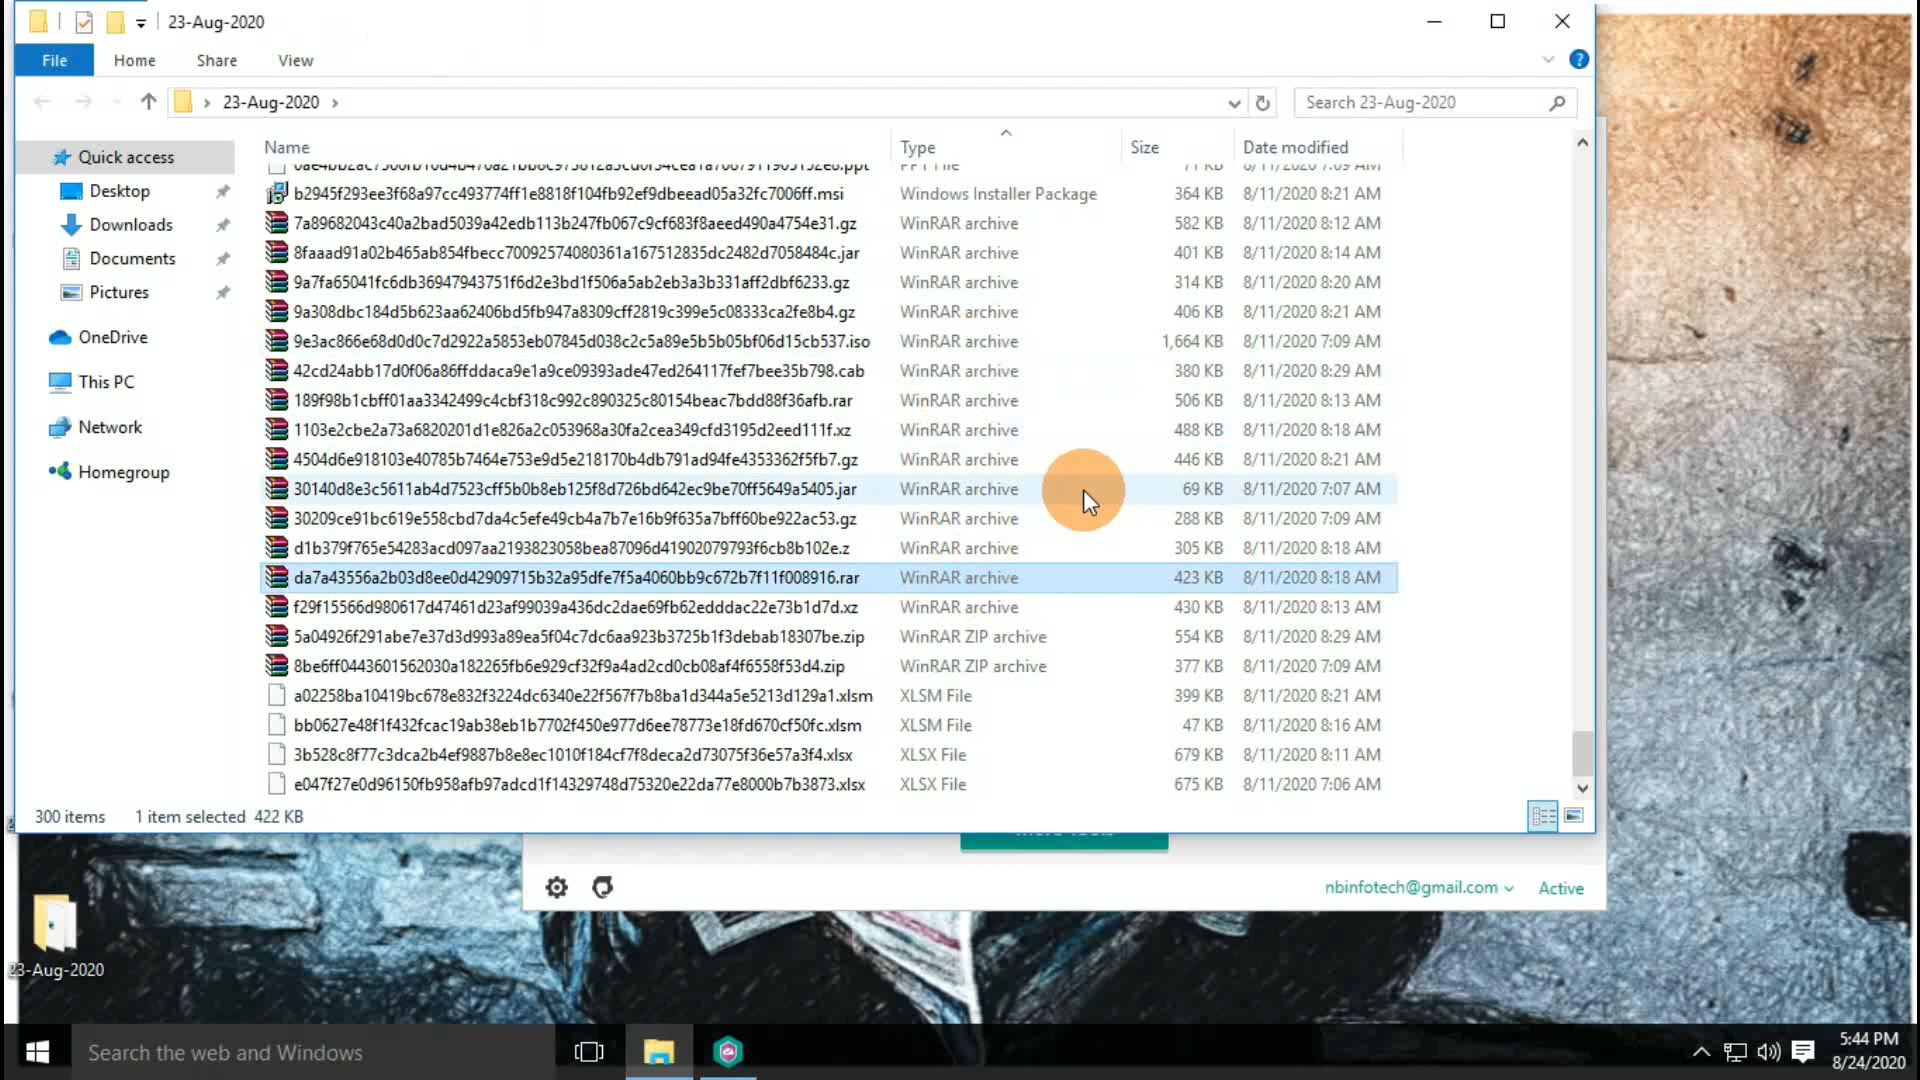 23-Aug-2020
File Home Share View
23-Aug-2020
Search 23-Aug-2020
Quick access
Desktop
Downloads
Documents
Pictures
OneDrive
This PC
Network
Homegroup
Name Type Size Date modified
b2945f293ee3f68a97cc493774ff1e8818f104fb92ef9dbeead05a32fc7006ff.msi Windows Installer Package 364 KB 8/11/2020 8:21 AM
7a89682043c40a2bad5039a42edb113b247fb067c9cf683f8aeed490a4754e31.gz WinRAR archive 582 KB 8/11/2020 8:12 AM
8faaad91a02b465ab854fbecc70092574080361a167512835dc2482d7058484c.jar WinRAR archive 401 KB 8/11/2020 8:14 AM
9a7fa65041fc6db36947943751f6d2e3bd1f506a5ab2eb3a3b331aff2dbf6233.gz WinRAR archive 314 KB 8/11/2020 8:20 AM
9a308dbc184d5b623aa62406bd5fb947a8309cff2819c399e5c08333ca2fe8b4.gz WinRAR archive 406 KB 8/11/2020 8:21 AM
9e3ac866e68d0d0c7d2922a5853eb07845d038c2c5a89e5b5b05bf06d15cb537.iso WinRAR archive 1,664 KB 8/11/2020 7:09 AM
42cd24abb17d0f06a86ffddaca9e1a9ce09393ade47ed264117fef7bee35b798.cab WinRAR archive 380 KB 8/11/2020 8:29 AM
189f98b1cbff01aa3342499c4cbf318c992c890325c80154beac7bdd88f36afb.rar WinRAR archive 506 KB 8/11/2020 8:13 AM
1103e2cbe2a73a6820201d1e826a2c053968a30fa2cea349cfd3195d2eed111f.xz WinRAR archive 488 KB 8/11/2020 8:18 AM
4504d6e918103e40785b7464e753e9d5e218170b4db791ad94fe4353362f5fb7.gz WinRAR archive 446 KB 8/11/2020 8:21 AM
30140d8e3c5611ab4d7523cff5b0b8eb125f8d726bd642ec9be70ff5649a5405.jar WinRAR archive 69 KB 8/11/2020 7:07 AM
30209ce91bc619e558cbd7da4c5efe49cb4a7b7e16b9f635a7bff60be922ac53.gz WinRAR archive 288 KB 8/11/2020 7:09 AM
d1b379f765e54283acd097aa2193823058bea87096d41902079793f6cb8b102e.z WinRAR archive 305 KB 8/11/2020 8:18 AM
da7a43556a2b03d8ee0d42909715b32a95dfe7f5a4060bb9c672b7f11f008916.rar WinRAR archive 423 KB 8/11/2020 8:18 AM
f29f15566d980617d47461d23af99039a436dc2dae69fb62edddac22e73b1d7d.xz WinRAR archive 430 KB 8/11/2020 8:13 AM
5a04926f291abe7e37d3d993a89ea5f04c7dc6aa923b3725b1f3debab18307be.zip WinRAR ZIP archive 554 KB 8/11/2020 8:29 AM
8be6ff0443601562030a182265fb6e929cf32f9a4ad2cd0cb08af4f6558f53d4.zip WinRAR ZIP archive 377 KB 8/11/2020 7:09 AM
a02258ba10419bc678e832f3224dc6340e22f567f7b8ba1d344a5e5213d129a1.xlsm XLSM File 399 KB 8/11/2020 8:21 AM
bb0627e48f1f432fcac19ab38eb1b7702f450e977d6ee78773e18fd670cf50fc.xlsm XLSM File 47 KB 8/11/2020 8:16 AM
3b528c8f77c3dca2b4ef9887b8e8ec1010f184cf7f8deca2d73075f36e57a3f4.xlsx XLSX File 679 KB 8/11/2020 8:11 AM
e047f27e0d96150fb958afb97adcd1f14329748d75320e22da77e8000b7b3873.xlsx XLSX File 675 KB 8/11/2020 7:06 AM
300 items 1 item selected 422 KB
nbinfotech@gmail.com Active
23-Aug-2020
Search the web and Windows
5:44 PM
8/24/2020